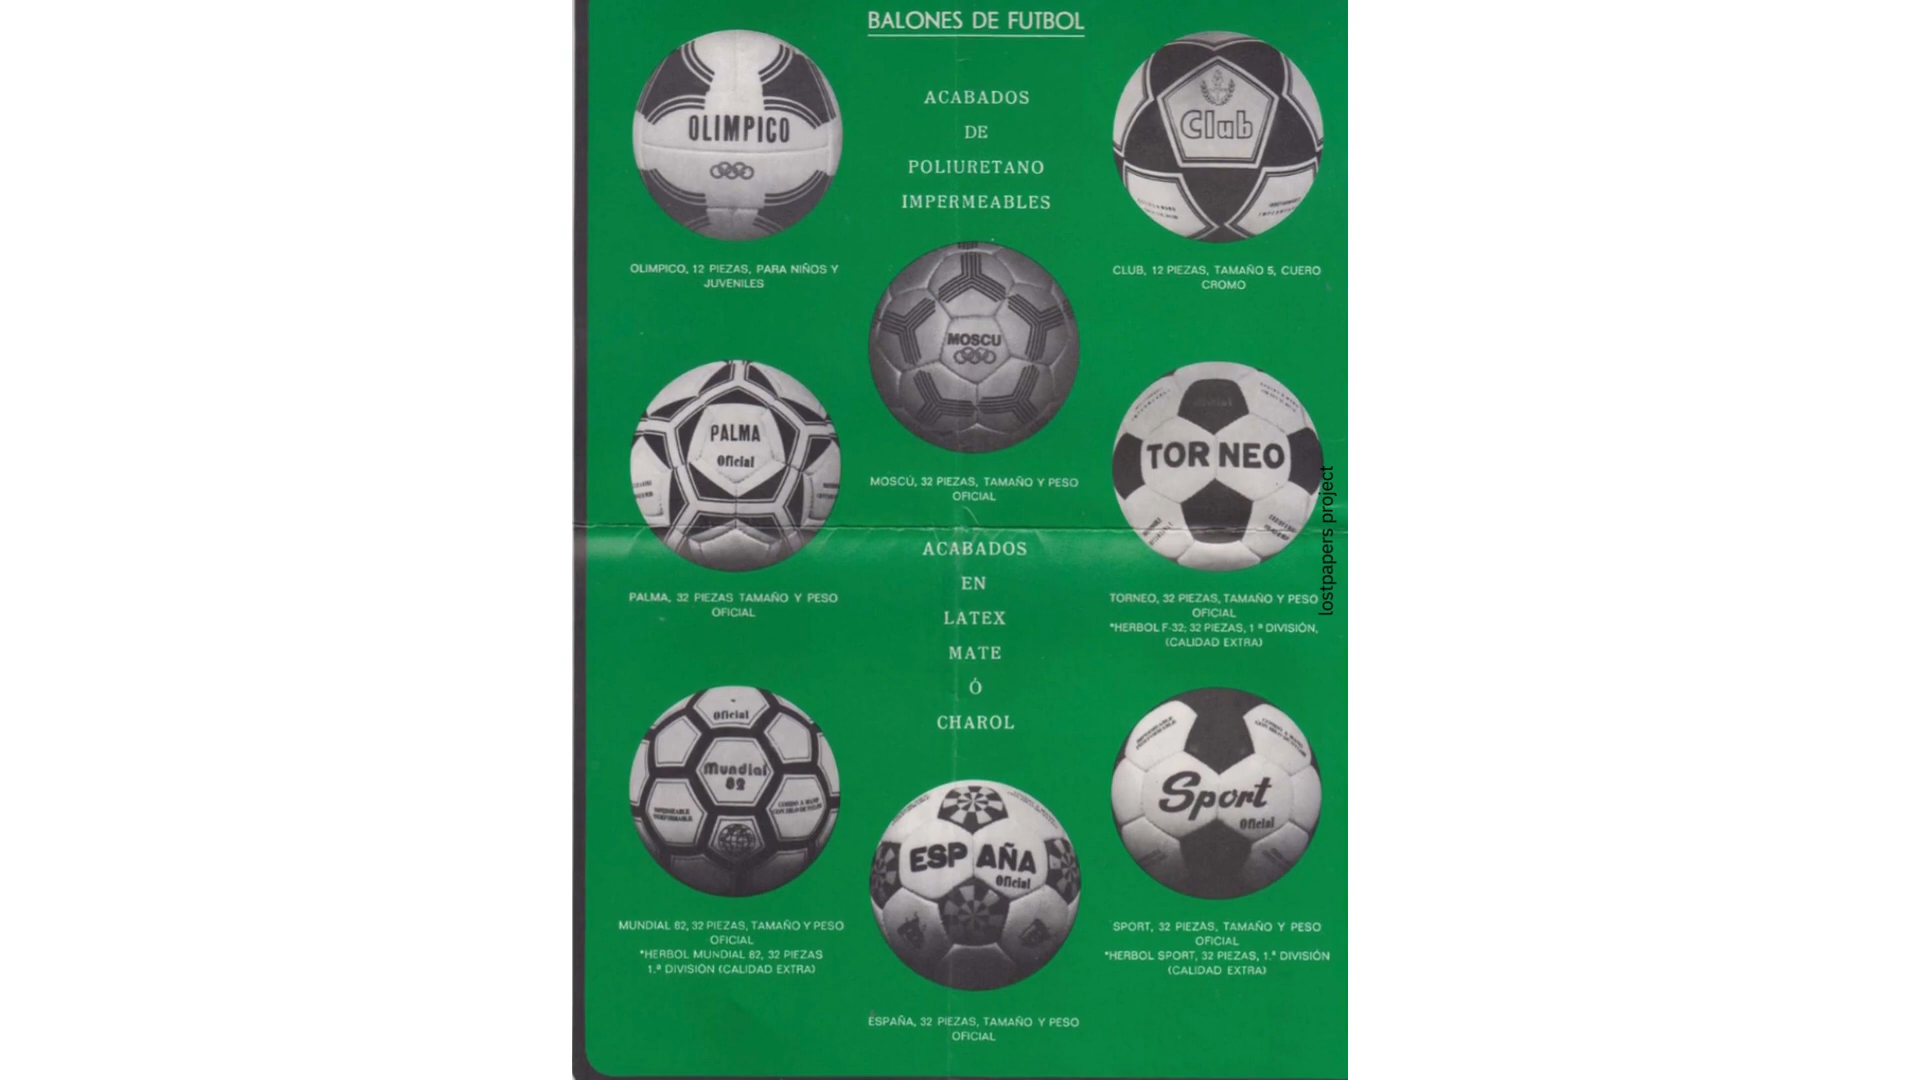 BALONES DE FUTBOL
ACABADOS
DE
POLIURETANO
IMPERMEABLES
OLIMPICO
OLIMPICO, 12 PIEZAS, PARA NIÑOS Y
JUVENILES
Club
CLUB, 12 PIEZAS, TAMAÑO 5, CUERO
CROMO
MOSCU
MOSCÚ, 32 PIEZAS, TAMAÑO Y PESO
OFICIAL
PALMA
Oficial
PALMA, 32 PIEZAS TAMAÑO Y PESO
OFICIAL
TORNEO
TORNEO, 32 PIEZAS, TAMAÑO Y PESO
OFICIAL
*HERBOL F-32; 32 PIEZAS, 1 ª DIVISIÓN,
(CALIDAD EXTRA)
lostpapers project
ACABADOS
EN
LATEX
MATE
Ó
CHAROL
Oficial
Mundial
82
IMPERMEABLE
COSIDO A MANO
MUNDIAL 82, 32 PIEZAS, TAMAÑO Y PESO
OFICIAL
*HERBOL MUNDIAL 82, 32 PIEZAS
1.ª DIVISIÓN (CALIDAD EXTRA)
ESPAÑA
Oficial
ESPAÑA, 32 PIEZAS, TAMAÑO Y PESO
OFICIAL
Sport
Oficial
SPORT, 32 PIEZAS, TAMAÑO Y PESO
OFICIAL
*HERBOL SPORT, 32 PIEZAS, 1.ª DIVISIÓN
(CALIDAD EXTRA)